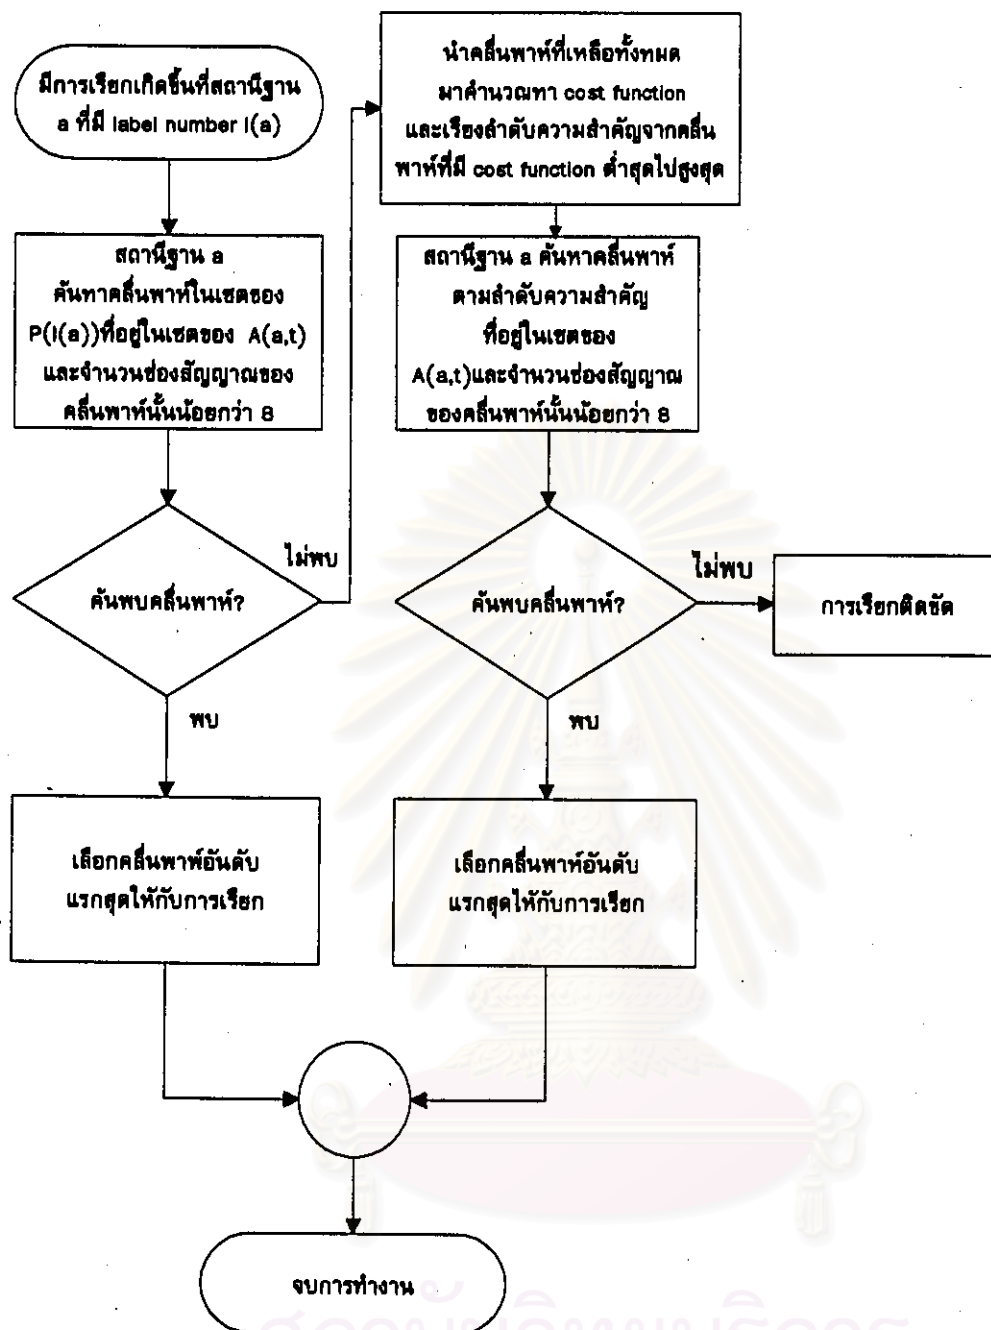 มีการเรียกเกิดขึ้นที่สถานีฐาน
a ที่มี label number l(a)
สถานีฐาน a
ค้นหาคลื่นพาห์ในเซตของ
P(l(a))ที่อยู่ในเซตของ A(a,t)
และจำนวนช่องสัญญาณของ
คลื่นพาห์นั้นน้อยกว่า 8
ค้นพบคลื่นพาห์?
ไม่พบ
พบ
เลือกคลื่นพาห์อันดับ
แรกสุดให้กับการเรียก
นำคลื่นพาห์ที่เหลือทั้งหมด
มาคำนวณหา cost function
และเรียงลำดับความสำคัญจากคลื่น
พาห์ที่มี cost function ต่ำสุดไปสูงสุด
สถานีฐาน a ค้นหาคลื่นพาห์
ตามลำดับความสำคัญ
ที่อยู่ในเซตของ
A(a,t)และจำนวนช่องสัญญาณ
ของคลื่นพาห์นั้นน้อยกว่า 8
ค้นพบคลื่นพาห์?
ไม่พบ
การเรียกติดขัด
พบ
เลือกคลื่นพาห์อันดับ
แรกสุดให้กับการเรียก
จบการทำงาน